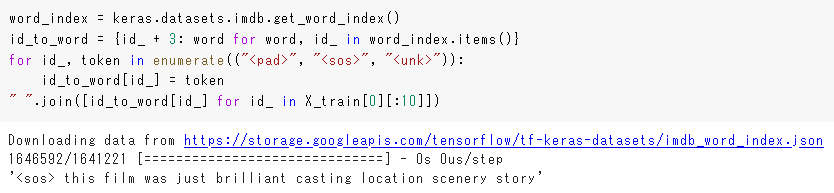 word_index = keras.datasets.imdb.get_word_index()
id_to_word = {id_ + 3: word for word, id_ in word_index.items()}
for id_, token in enumerate(("<pad>", "<sos>", "<unk>")):
    id_to_word[id_] = token
" ".join([id_to_word[id_] for id_ in X_train[0][:10]])
Downloading data from https://storage.googleapis.com/tensorflow/tf-keras-datasets/imdb_word_index.json
1646592/1641221 [==============================] - 0s 0us/step
'<sos> this film was just brilliant casting location scenery story'